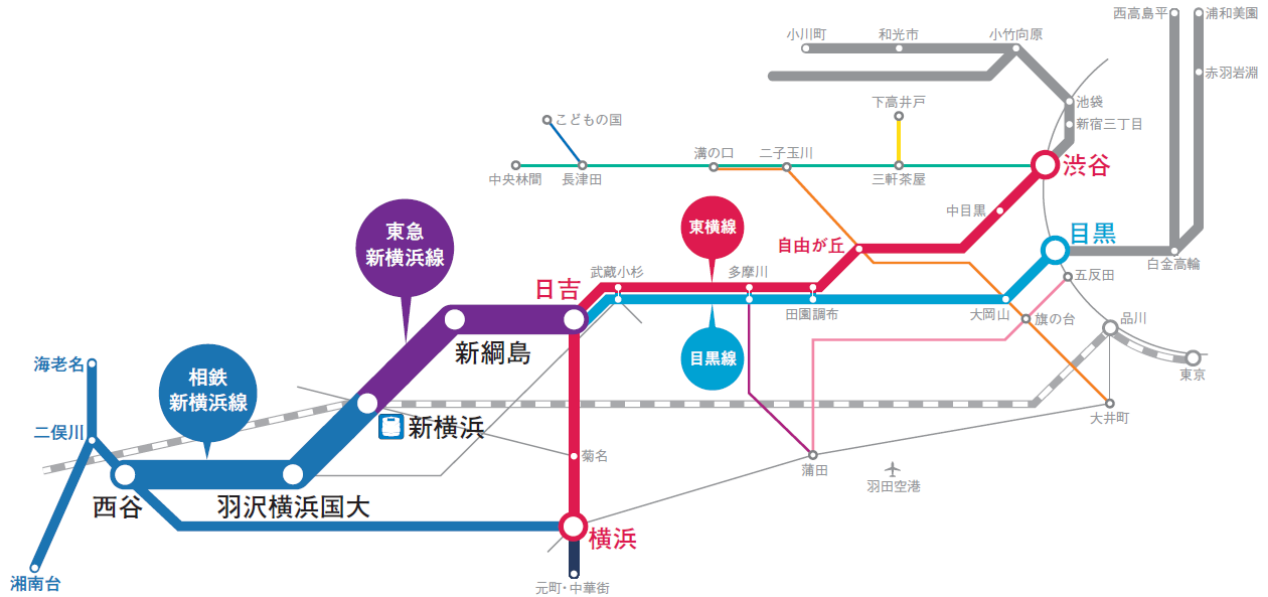 西高島平
浦和美園
小川町
和光市
小竹向原
赤羽岩淵
池袋
下高井戸
新宿三丁目
こどもの国
溝の口
二子玉川
渋谷
中央林間
長津田
三軒茶屋
中目黒
東急
新横浜線
東横線
自由が丘
目黒
白金高輪
武蔵小杉
多摩川
五反田
日吉
田園調布
大岡山
旗の台
品川
新綱島
目黒線
海老名
相鉄
新横浜線
東京
二俣川
新横浜
大井町
菊名
蒲田
羽田空港
西谷
羽沢横浜国大
横浜
湘南台
元町・中華街